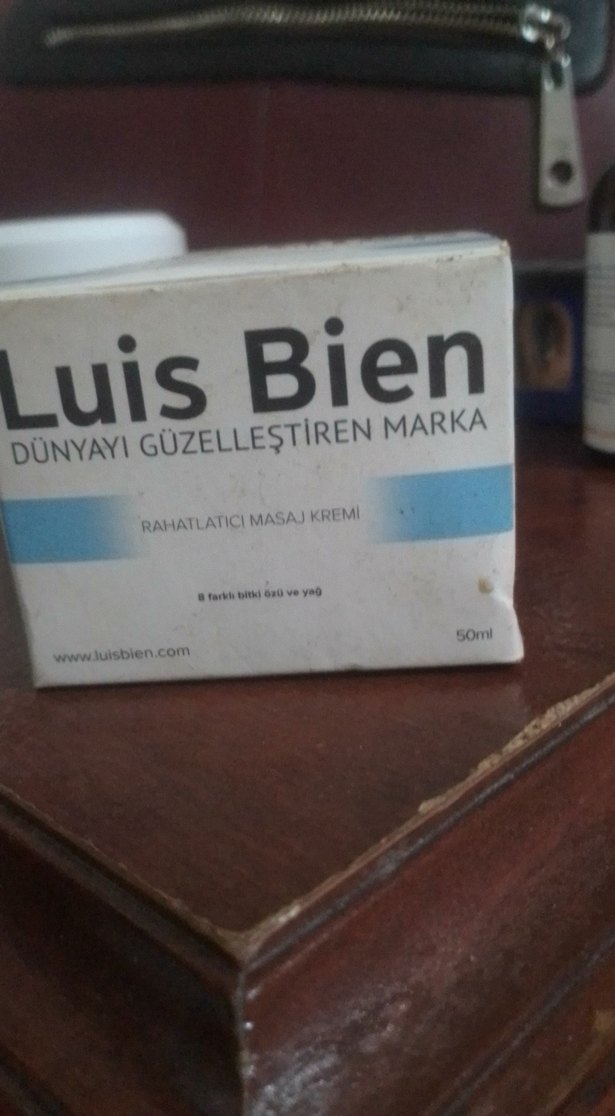 Luis Bien
DÜNYAYI GÜZELLEŞTİREN MARKA
RAHATLATICI MASAJ KREMİ
8 farklı bitki özü ve yağ
50ml
www.luisbien.com